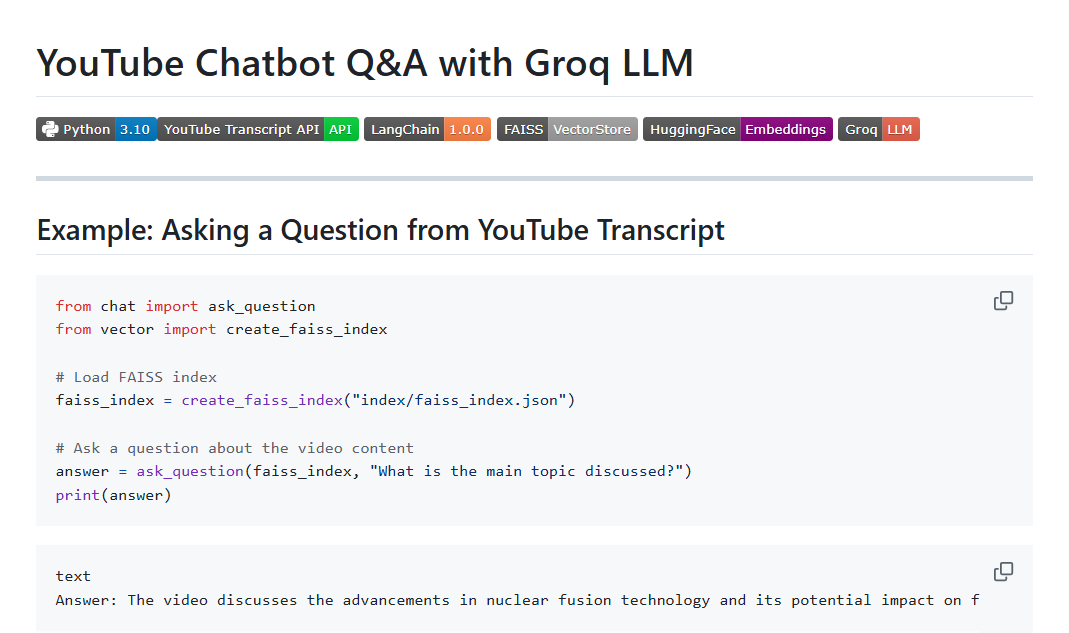 YouTube Chatbot Q&A with Groq LLM
Python 3.10 YouTube Transcript API API LangChain 1.0.0 FAISS VectorStore HuggingFace Embeddings Groq LLM
Example: Asking a Question from YouTube Transcript
from chat import ask_question
from vector import create_faiss_index
# Load FAISS index
faiss_index = create_faiss_index("index/faiss_index.json")
# Ask a question about the video content
answer = ask_question(faiss_index, "What is the main topic discussed?")
print(answer)
text
Answer: The video discusses the advancements in nuclear fusion technology and its potential impact on f